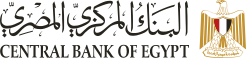 البنك المركزي المصري
CENTRAL BANK OF EGYPT